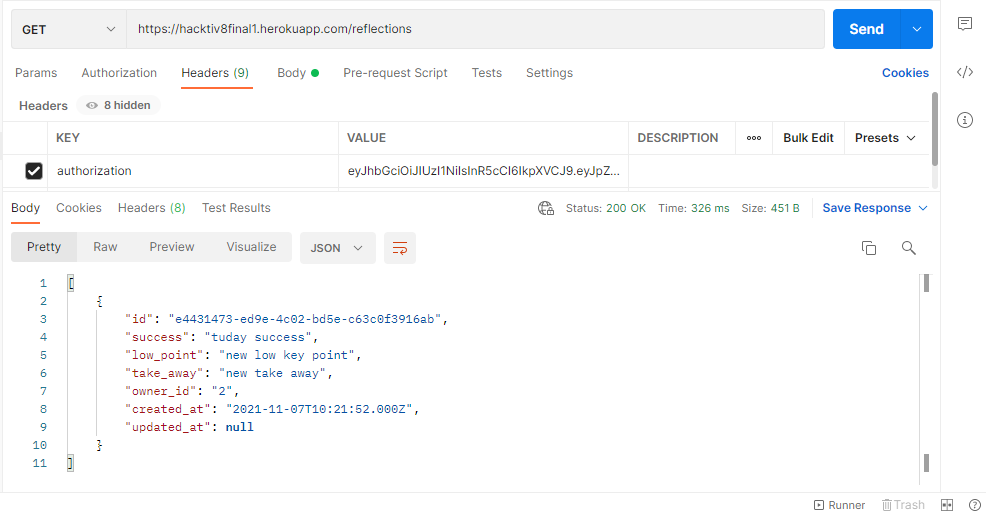 GET https://hacktiv8final1.herokuapp.com/reflections Send
Params Authorization Headers (9) Body Pre-request Script Tests Settings Cookies
Headers 8 hidden
KEY VALUE DESCRIPTION ooo Bulk Edit Presets
authorization eyJhbGciOiJIUzI1NiIsInR5cCI6IkpXVCJ9.eyJpZ...
Body Cookies Headers (8) Test Results Status: 200 OK Time: 326 ms Size: 451 B Save Response
Pretty Raw Preview Visualize JSON
1 [
2 {
3 "id": "e4431473-ed9e-4c02-bd5e-c63c0f3916ab",
4 "success": "tuday success",
5 "low_point": "new low key point",
6 "take_away": "new take away",
7 "owner_id": "2",
8 "created_at": "2021-11-07T10:21:52.000Z",
9 "updated_at": null
10 }
11 ]
Runner Trash